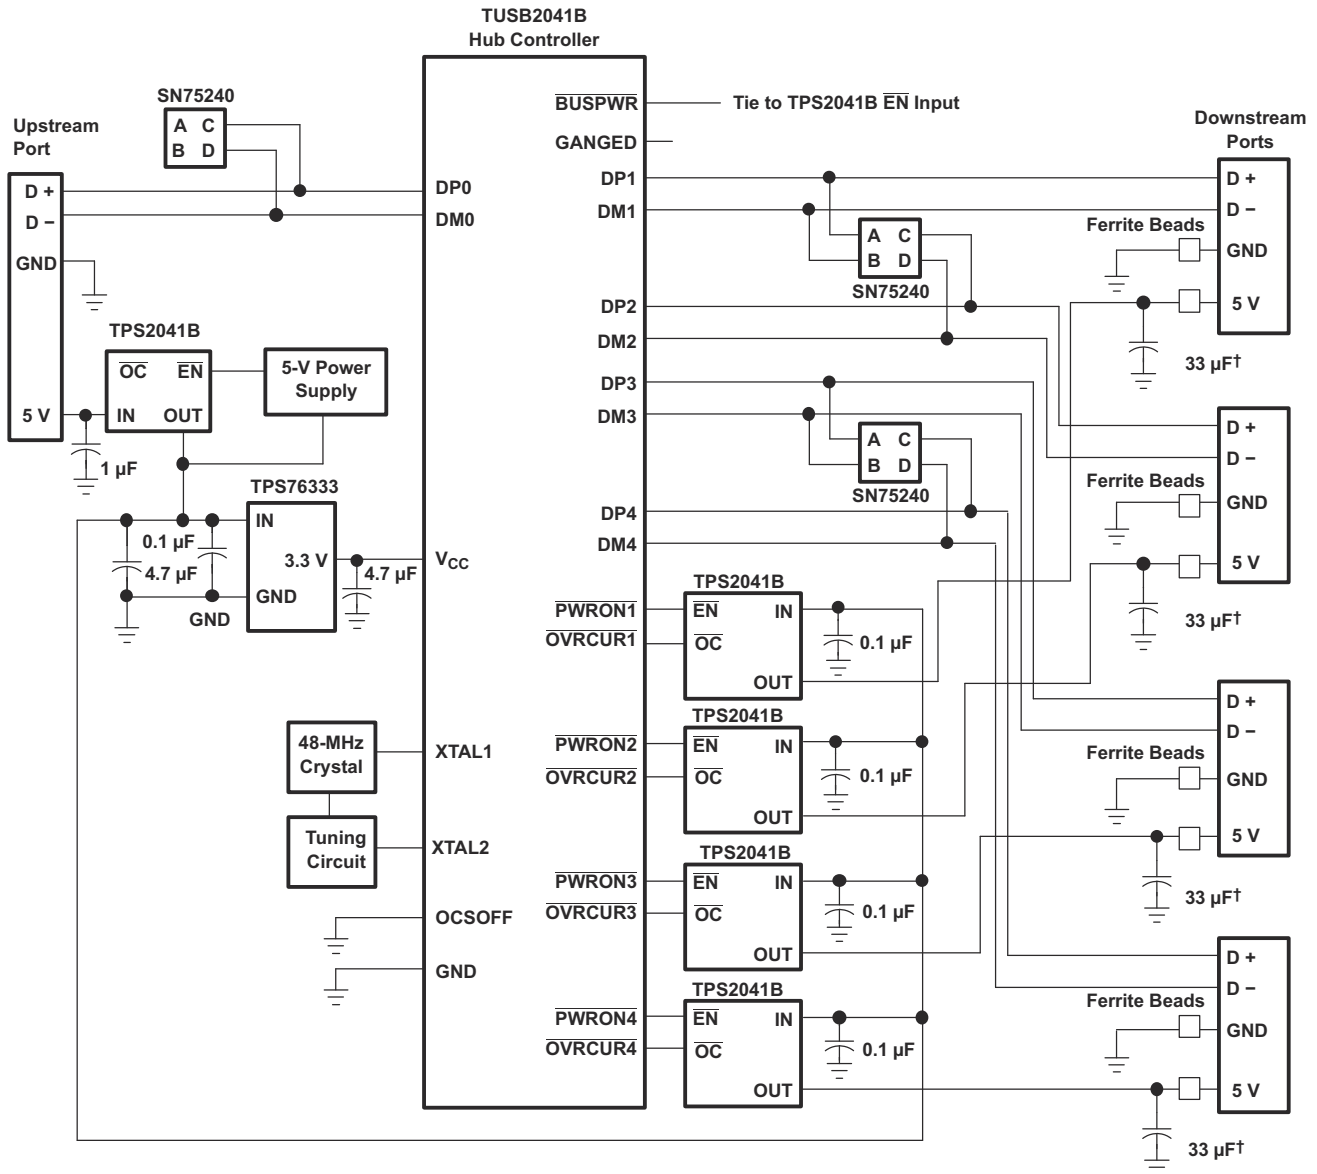 TUSB2041B
Hub Controller
SN75240
A C
B D
Upstream
Port
D +
D −
GND
5 V
TPS2041B
OC EN
IN OUT
5-V Power
Supply
1 µF
TPS76333
IN
3.3 V
GND
0.1 µF
4.7 µF
GND
4.7 µF
48-MHz
Crystal
Tuning
Circuit
DP0
DM0
VCC
XTAL1
XTAL2
OCSOFF
GND
BUSPWR
Tie to TPS2041B EN Input
GANGED
DP1
DM1
A C
B D
SN75240
DP2
DM2
DP3
DM3
A C
B D
SN75240
DP4
DM4
PWRON1
OVRCUR1
TPS2041B
EN IN
OC
OUT
0.1 µF
PWRON2
OVRCUR2
TPS2041B
EN IN
OC
OUT
0.1 µF
PWRON3
OVRCUR3
TPS2041B
EN IN
OC
OUT
0.1 µF
PWRON4
OVRCUR4
TPS2041B
EN IN
OC
OUT
0.1 µF
Downstream
Ports
D +
D −
Ferrite Beads
GND
5 V
33 µF†
D +
D −
Ferrite Beads
GND
5 V
33 µF†
D +
D −
Ferrite Beads
GND
5 V
33 µF†
D +
D −
Ferrite Beads
GND
5 V
33 µF†